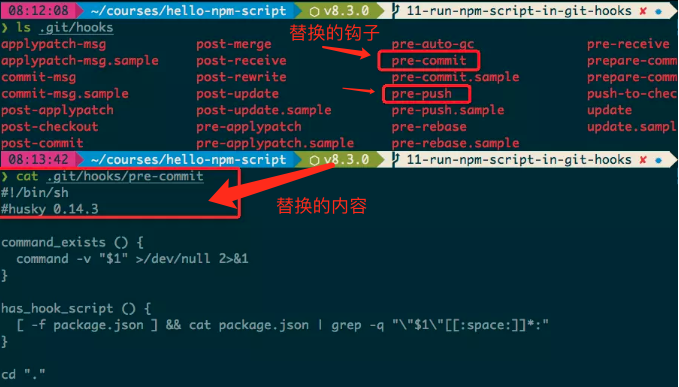 08:12:08 ~/courses/hello-npm-script v8.3.0 11-run-npm-script-in-git-hooks ✘ ✹
❯ ls .git/hooks
替换的钩子
applypatch-msg post-merge pre-auto-gc pre-receive
applypatch-msg.sample post-receive pre-commit prepare-comm
commit-msg post-rewrite pre-commit.sample prepare-comm
commit-msg.sample post-update pre-push push-to-chec
post-applypatch post-update.sample pre-push.sample update
post-checkout pre-applypatch pre-rebase update.sampl
post-commit pre-applypatch.sample pre-rebase.sample
08:13:42 ~/courses/hello-npm-script v8.3.0 11-run-npm-script-in-git-hooks ✘ ✹
❯ cat .git/hooks/pre-commit
#!/bin/sh
#husky 0.14.3
替换的内容
command_exists () {
command -v "$1" >/dev/null 2>&1
}
has_hook_script () {
[ -f package.json ] && cat package.json | grep -q "\"$1\"[[:space:]]*:"
}
cd "."